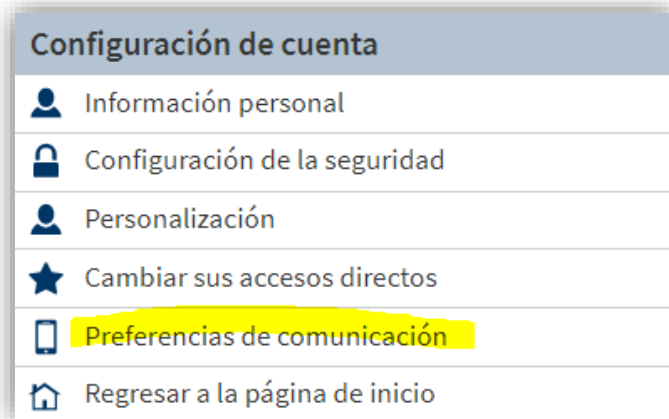 Configuración de cuenta
Información personal
Configuración de la seguridad
Personalización
Cambiar sus accesos directos
Preferencias de comunicación
Regresar a la página de inicio